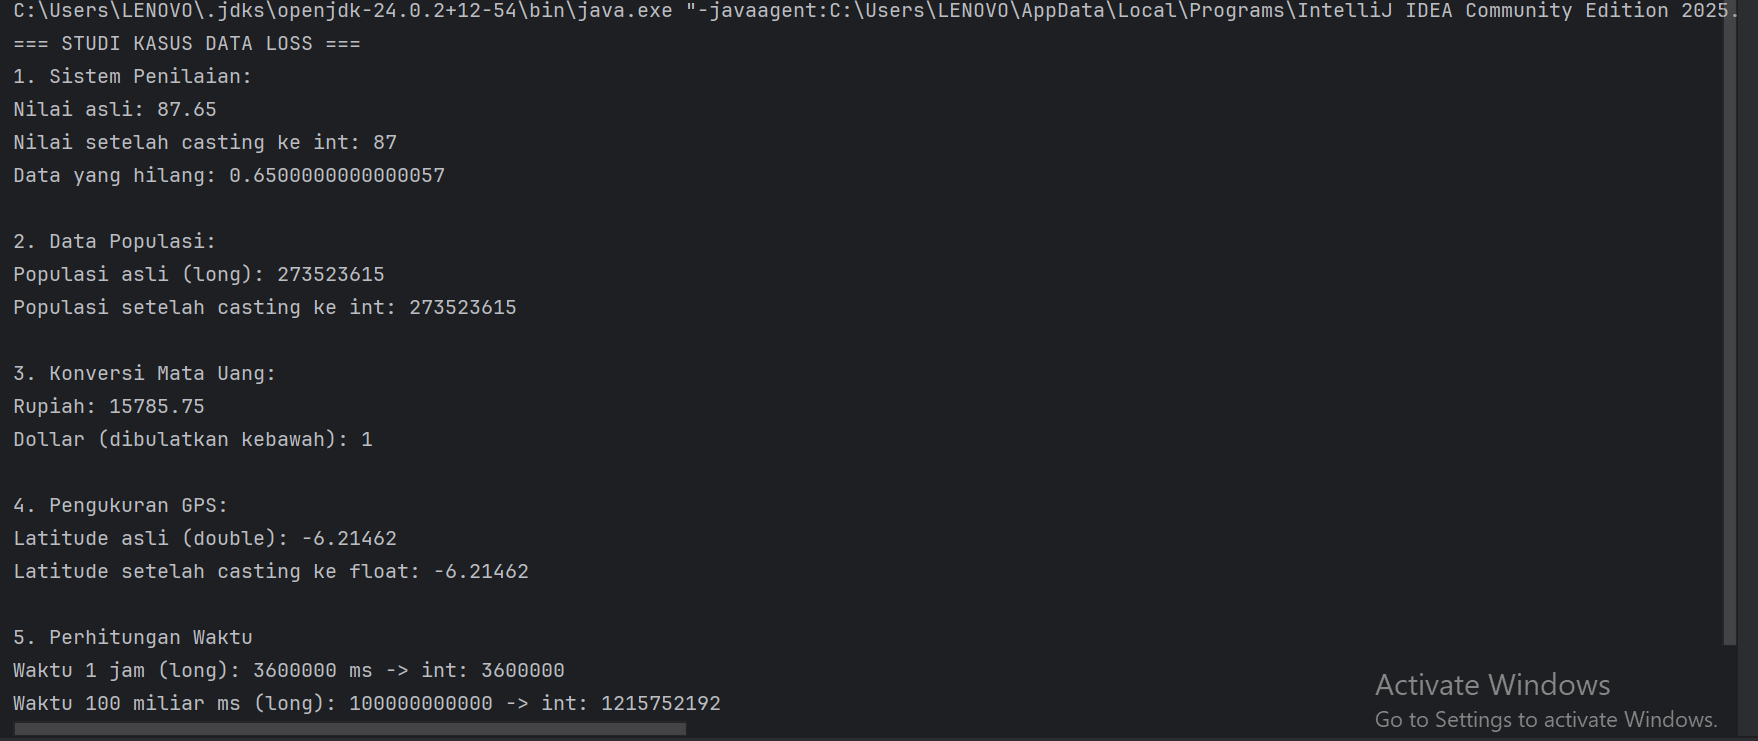 C:\Users\LENOVO\.jdks\openjdk-24.0.2+12-54\bin\java.exe "-javaagent:C:\Users\LENOVO\AppData\Local\Programs\IntelliJ IDEA Community Edition 2025.
=== STUDI KASUS DATA LOSS ===
1. Sistem Penilaian:
Nilai asli: 87.65
Nilai setelah casting ke int: 87
Data yang hilang: 0.6500000000000057
2. Data Populasi:
Populasi asli (long): 273523615
Populasi setelah casting ke int: 273523615
3. Konversi Mata Uang:
Rupiah: 15785.75
Dollar (dibulatkan kebawah): 1
4. Pengukuran GPS:
Latitude asli (double): -6.21462
Latitude setelah casting ke float: -6.21462
5. Perhitungan Waktu
Waktu 1 jam (long): 3600000 ms -> int: 3600000
Waktu 100 miliar ms (long): 100000000000 -> int: 1215752192
Activate Windows
Go to Settings to activate Windows.